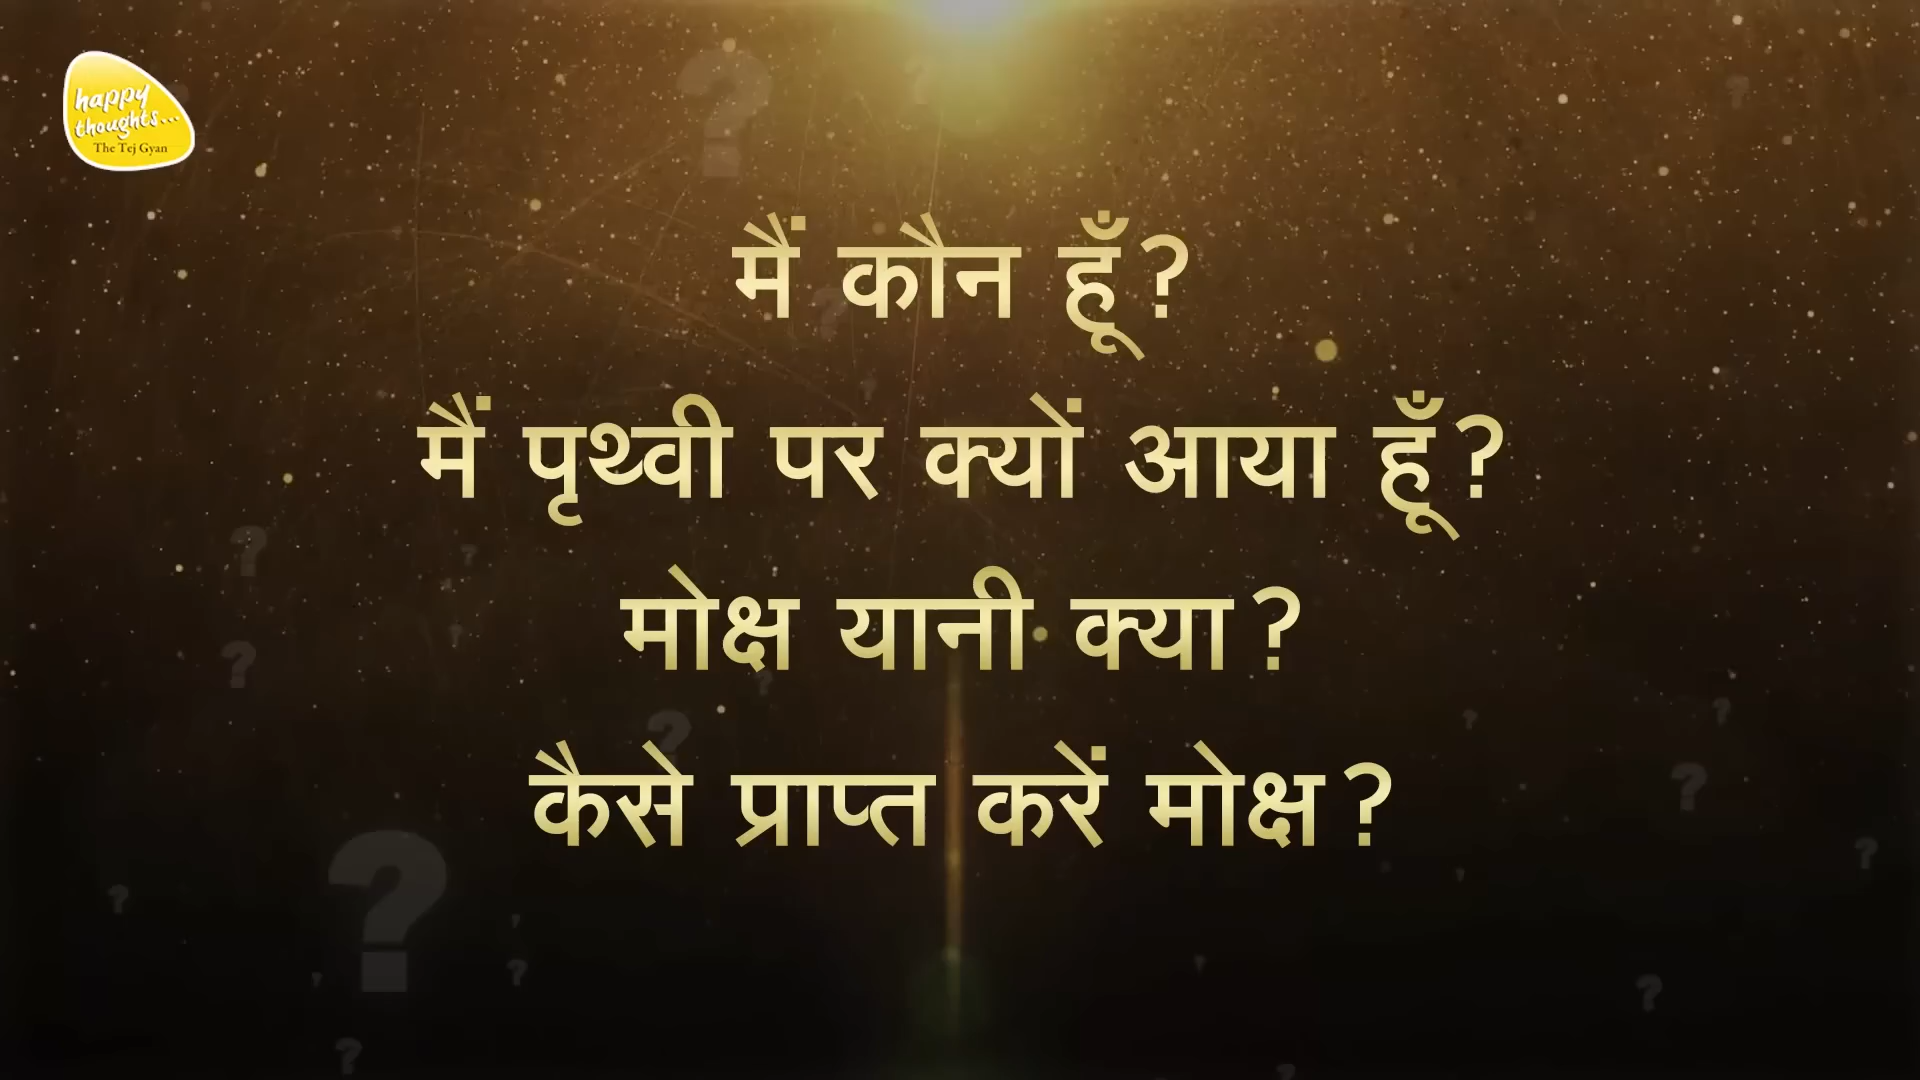 happy
thoughts...
The Tej Gyan
मैं कौन हूँ?
मैं पृथ्वी पर क्यों आया हूँ?
मोक्ष यानी क्या?
कैसे प्राप्त करें मोक्ष?